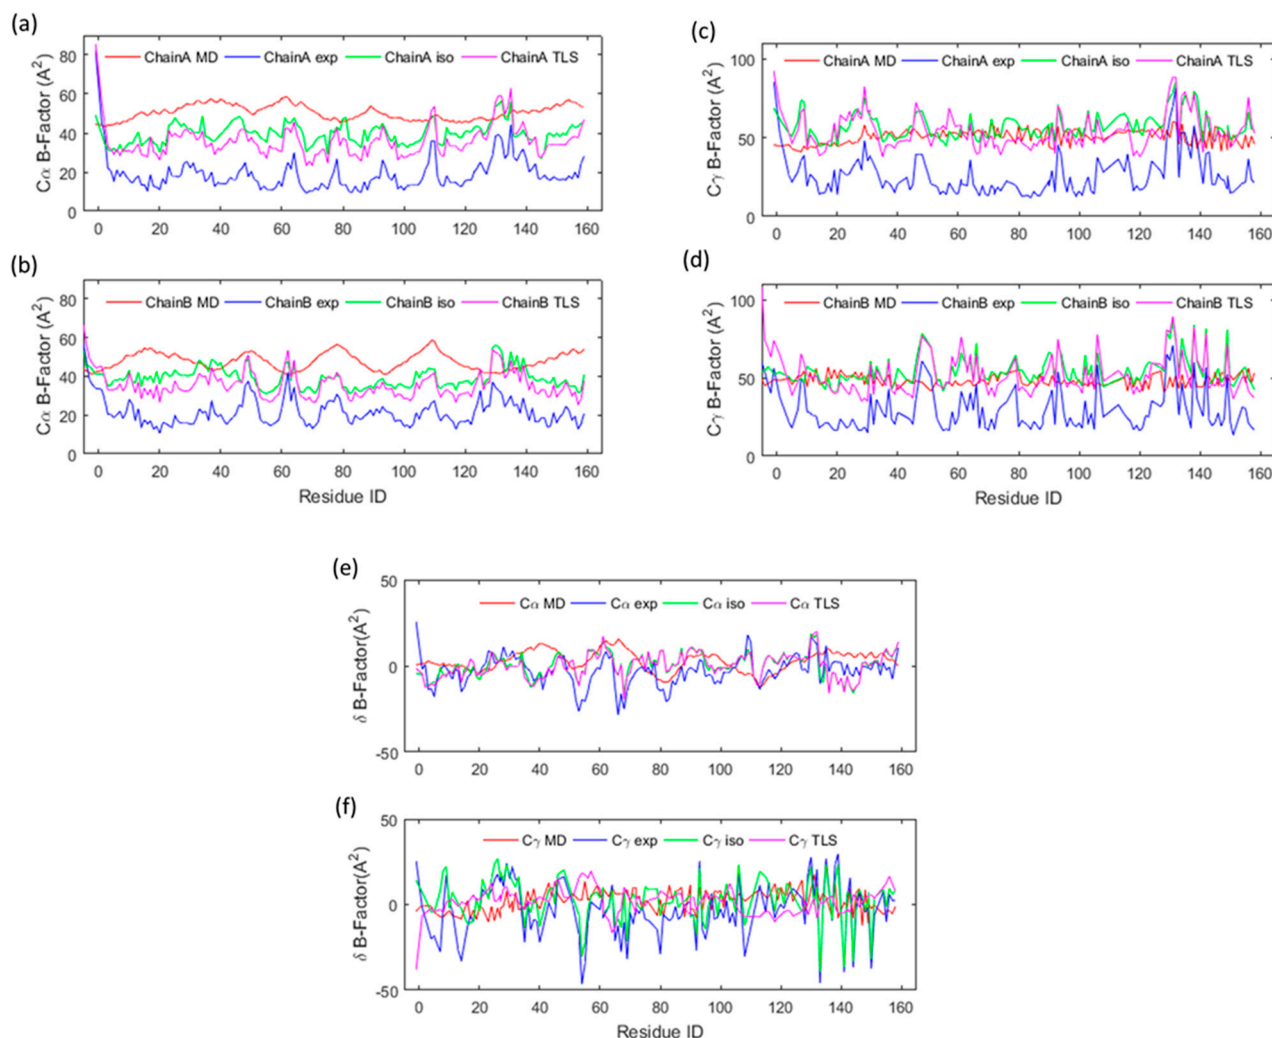 (a)
ChainA MD ChainA exp ChainA iso ChainA TLS
Cα B-Factor (A²)
80
60
40
20
0
0 20 40 60 80 100 120 140 160
(b)
ChainB MD ChainB exp ChainB iso ChainB TLS
Cα B-Factor (A²)
80
60
40
20
0
0 20 40 60 80 100 120 140 160
Residue ID
(c)
ChainA MD ChainA exp ChainA iso ChainA TLS
C-γ B-Factor (A²)
100
50
0
0 20 40 60 80 100 120 140 160
(d)
ChainB MD ChainB exp ChainB iso ChainB TLS
C-γ B-Factor (A²)
100
50
0
0 20 40 60 80 100 120 140 160
Residue ID
(e)
Cα MD Cα exp Cα iso Cα TLS
δ B-Factor(A²)
50
0
-50
0 20 40 60 80 100 120 140 160
(f)
Cγ MD Cγ exp Cγ iso Cγ TLS
δ B-Factor(A²)
50
0
-50
0 20 40 60 80 100 120 140 160
Residue ID